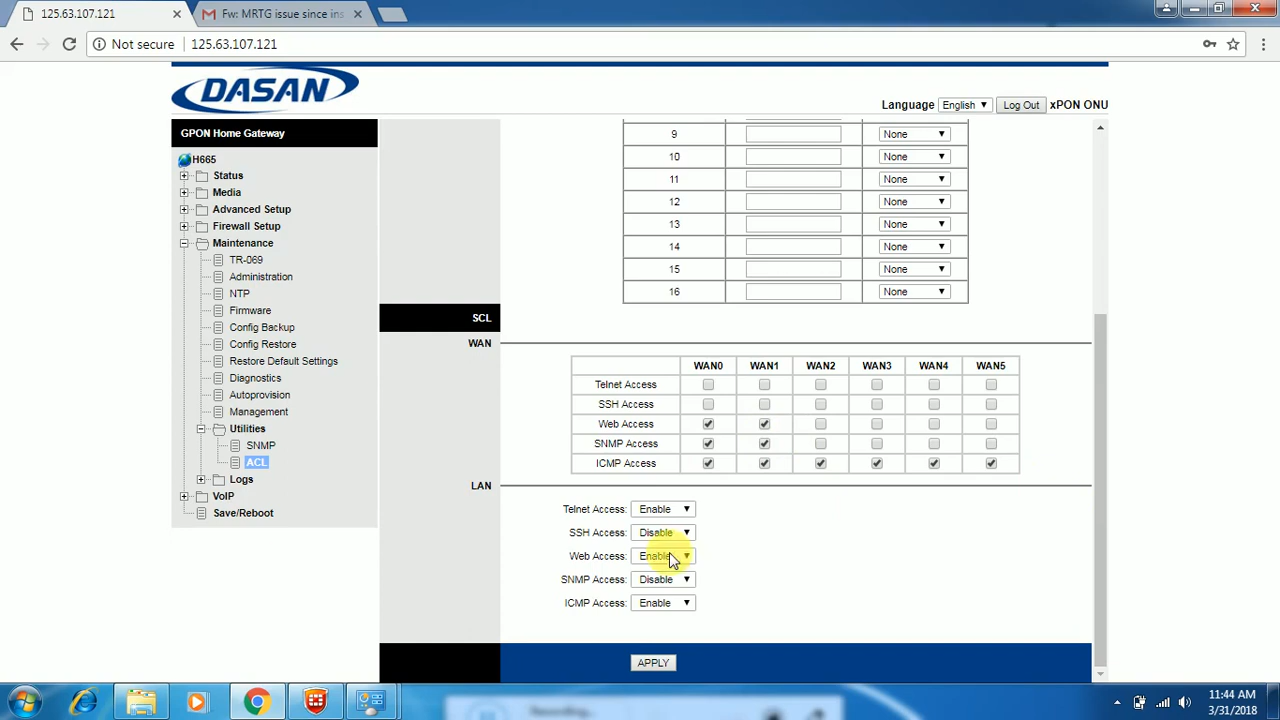 125.63.107.121
Fw: MRTG issue since ins
Not secure
125.63.107.121
DASAN
Language
English
Log Out
xPON ONU
GPON Home Gateway
H665
Status
Media
Advanced Setup
Firewall Setup
Maintenance
TR-069
Administration
NTP
Firmware
Config Backup
Config Restore
Restore Default Settings
Diagnostics
Autoprovision
Management
Utilities
SNMP
ACL
Logs
VoIP
Save/Reboot
9 None
10 None
11 None
12 None
13 None
14 None
15 None
16 None
SCL
WAN
WAN0 WAN1 WAN2 WAN3 WAN4 WAN5
Telnet Access
SSH Access
Web Access
SNMP Access
ICMP Access
LAN
Telnet Access: Enable
SSH Access: Disable
Web Access: Enable
SNMP Access: Disable
ICMP Access: Enable
APPLY
Recording...
11:44 AM
3/31/2018